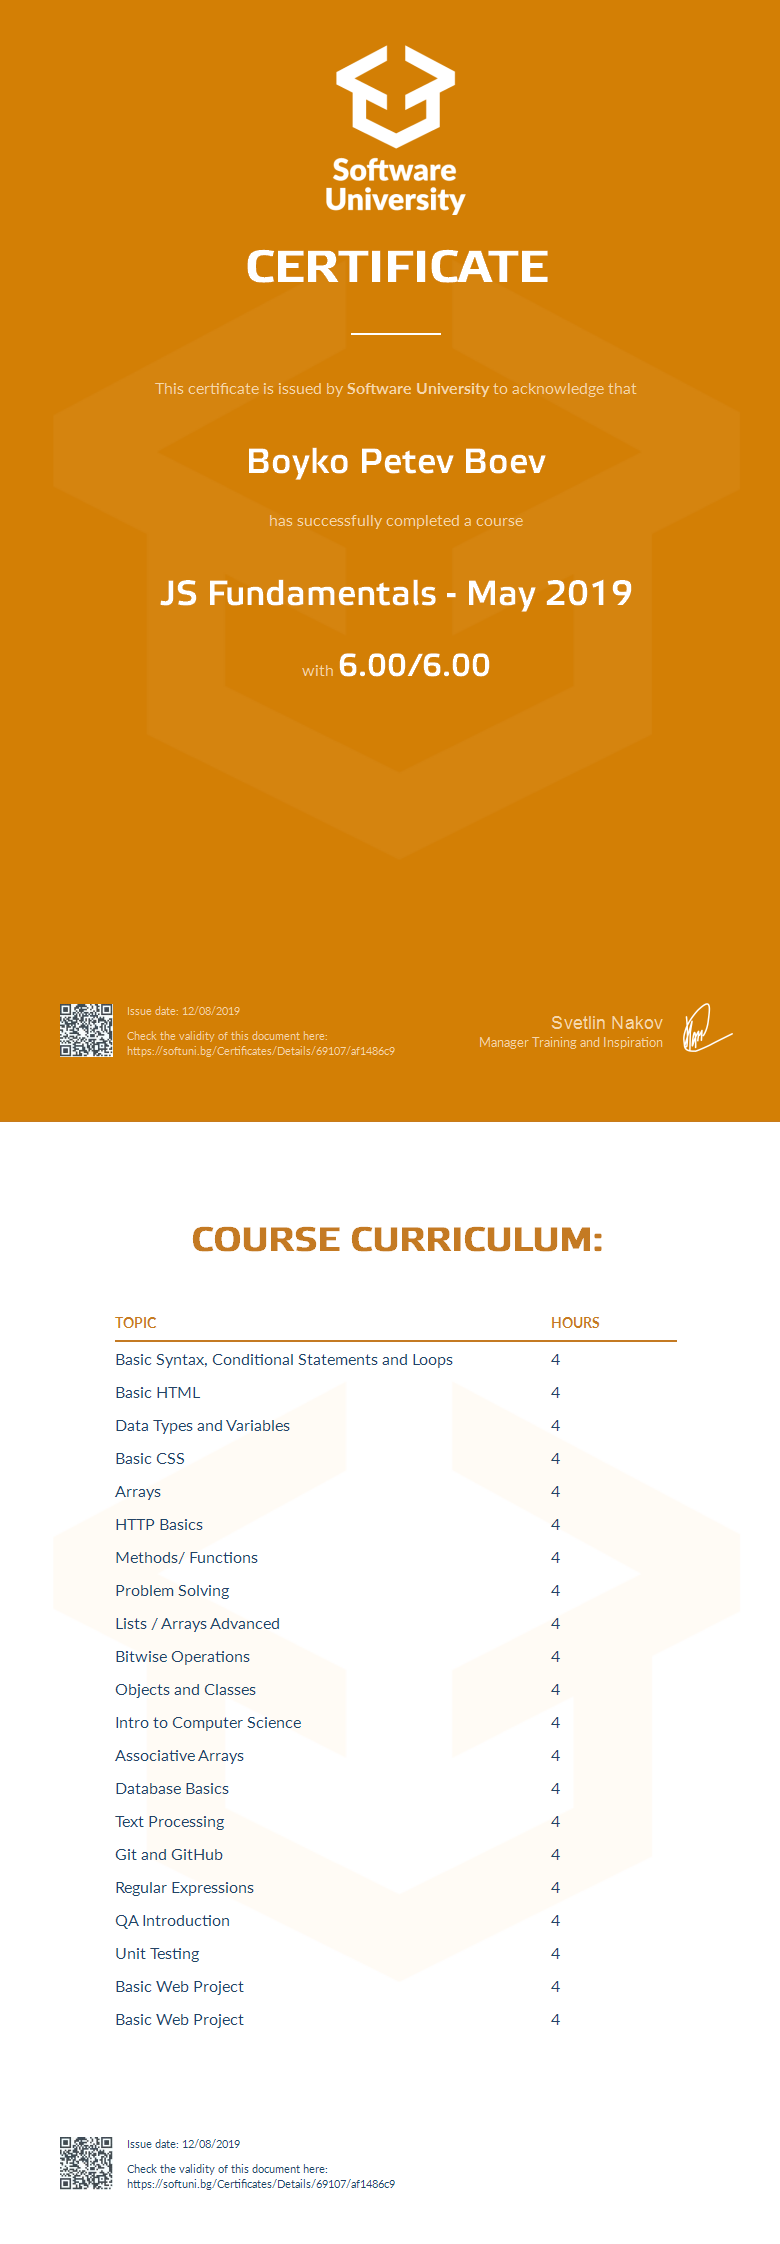 Software
University
CERTIFICATE
This certificate is issued by Software University to acknowledge that
Boyko Petev Boev
has successfully completed a course
JS Fundamentals - May 2019
with 6.00/6.00
Issue date: 12/08/2019
Check the validity of this document here:
https://softuni.bg/Certificates/Details/69107/af1486c9
Svetlin Nakov
Manager Training and Inspiration
COURSE CURRICULUM:
TOPIC HOURS
Basic Syntax, Conditional Statements and Loops 4
Basic HTML 4
Data Types and Variables 4
Basic CSS 4
Arrays 4
HTTP Basics 4
Methods/ Functions 4
Problem Solving 4
Lists / Arrays Advanced 4
Bitwise Operations 4
Objects and Classes 4
Intro to Computer Science 4
Associative Arrays 4
Database Basics 4
Text Processing 4
Git and GitHub 4
Regular Expressions 4
QA Introduction 4
Unit Testing 4
Basic Web Project 4
Basic Web Project 4
Issue date: 12/08/2019
Check the validity of this document here:
https://softuni.bg/Certificates/Details/69107/af1486c9